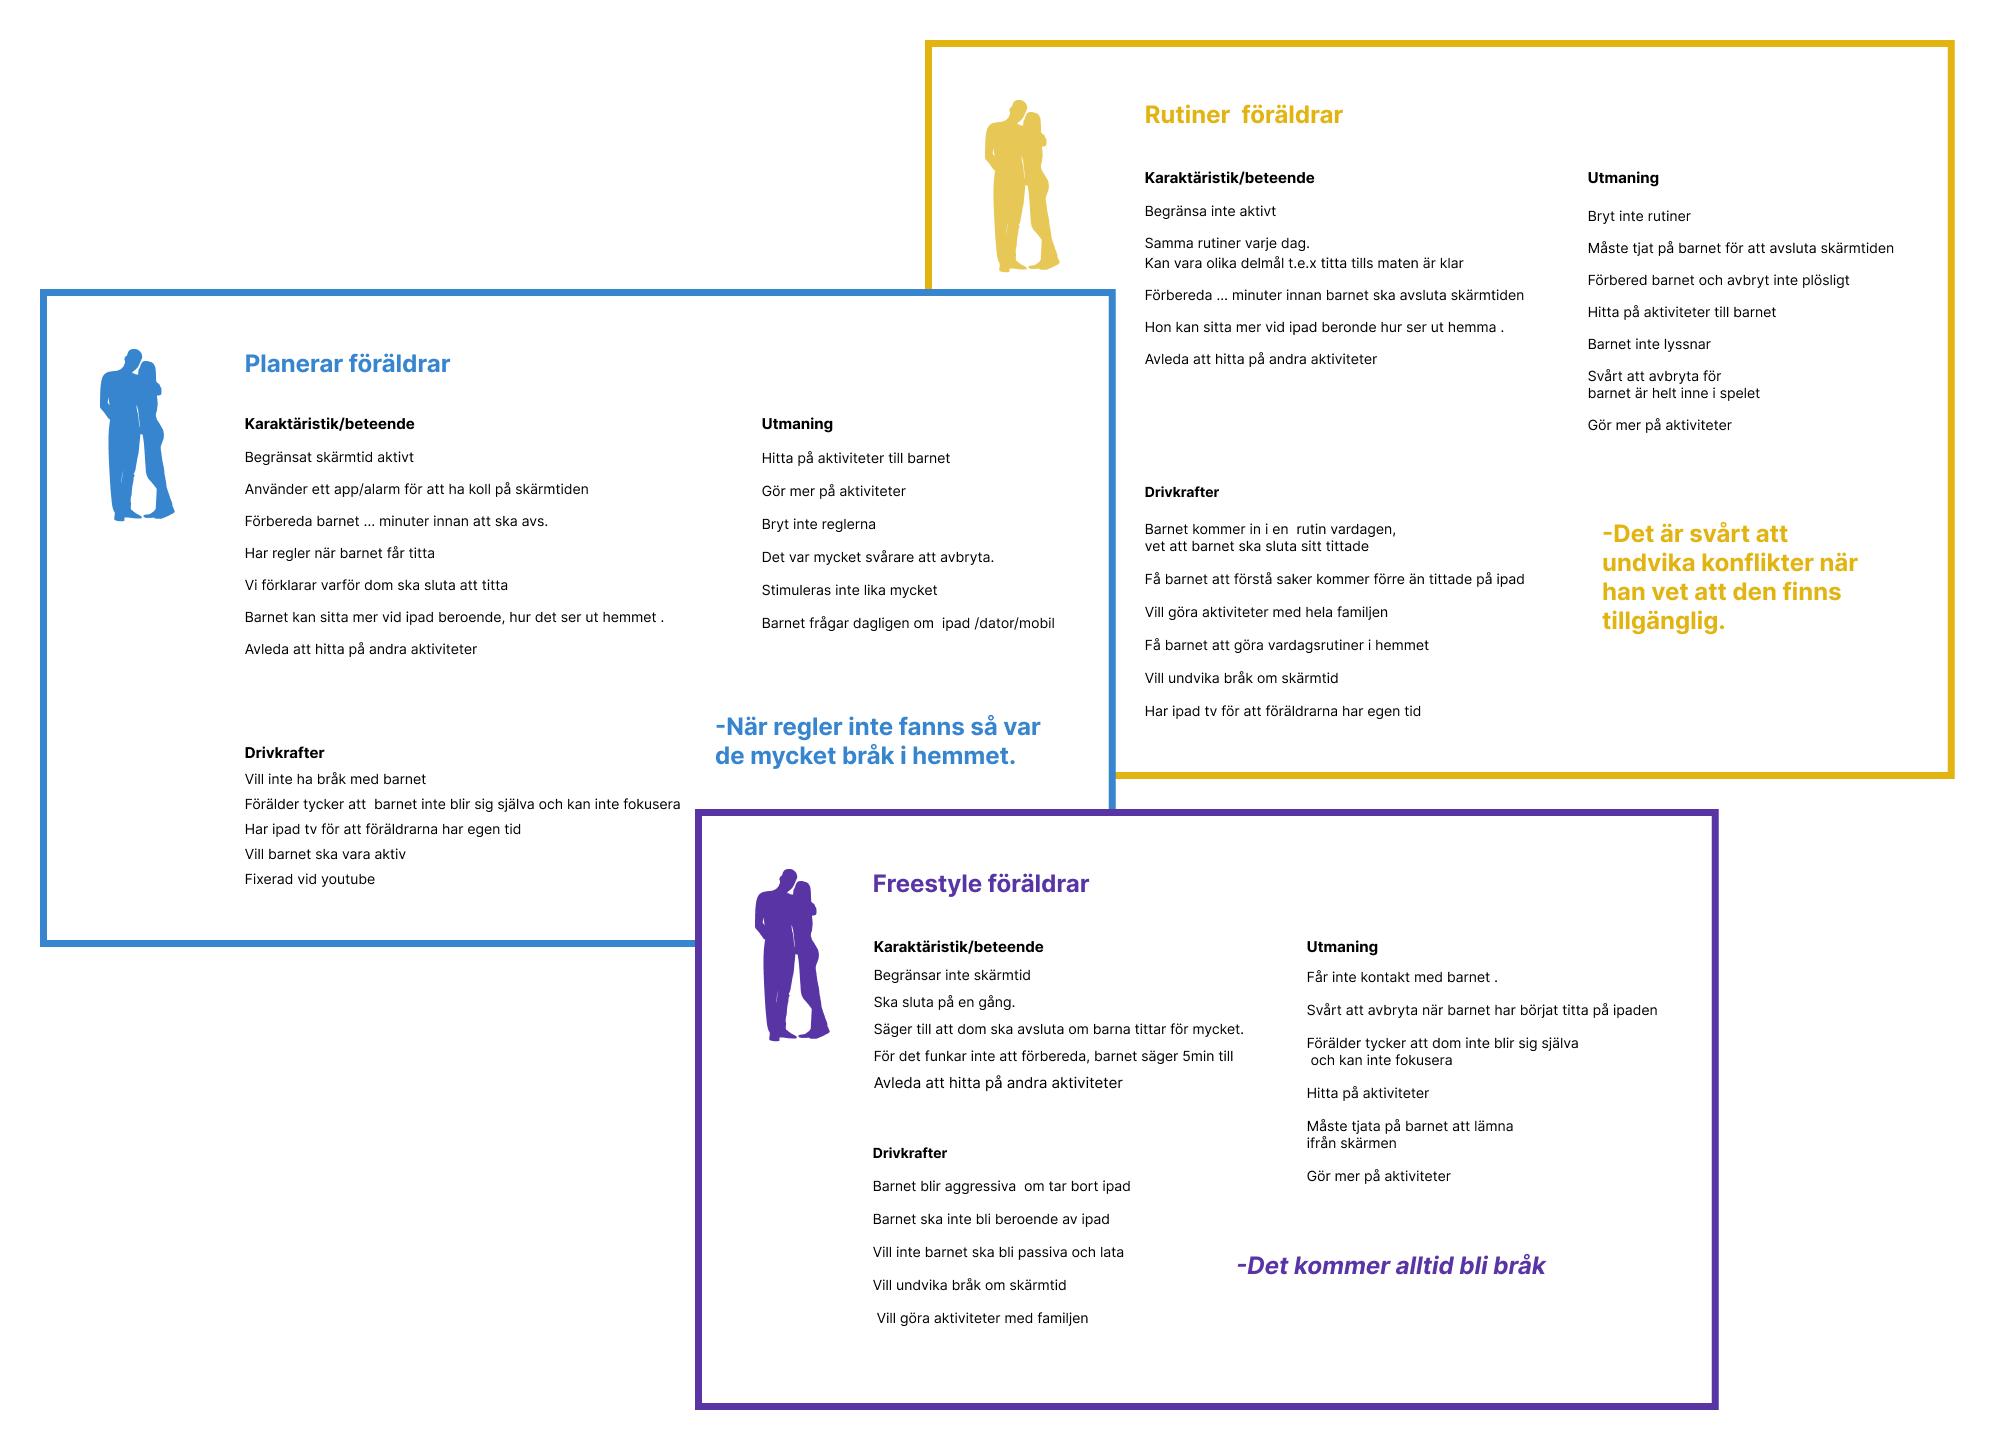 Rutiner  föräldrar
Karaktäristik/beteende
Begränsa inte aktivt
Samma rutiner varje dag.
Kan vara olika delmål t.e.x titta tills maten är klar
Förbereda ... minuter innan barnet ska avsluta skärmtiden
Hon kan sitta mer vid ipad beronde hur ser ut hemma .
Avleda att hitta på andra aktiviteter
Utmaning
Bryt inte rutiner
Måste tjat på barnet för att avsluta skärmtiden
Förbered barnet och avbryt inte plösligt
Hitta på aktiviteter till barnet
Barnet inte lyssnar
Svårt att avbryta för
barnet är helt inne i spelet
Gör mer på aktiviteter
Drivkrafter
Barnet kommer in i en  rutin vardagen,
vet att barnet ska sluta sitt tittade
Få barnet att förstå saker kommer förre än tittade på ipad
Vill göra aktiviteter med hela familjen
Få barnet att göra vardagsrutiner i hemmet
Vill undvika bråk om skärmtid
Har ipad tv för att föräldrarna har egen tid
-Det är svårt att
undvika konflikter när
han vet att den finns
tillgänglig.
Planerar föräldrar
Karaktäristik/beteende
Begränsat skärmtid aktivt
Använder ett app/alarm för att ha koll på skärmtiden
Förbereda barnet ... minuter innan att ska avs.
Har regler när barnet får titta
Vi förklarar varför dom ska sluta att titta
Barnet kan sitta mer vid ipad beroende, hur det ser ut hemmet .
Avleda att hitta på andra aktiviteter
Utmaning
Hitta på aktiviteter till barnet
Gör mer på aktiviteter
Bryt inte reglerna
Det var mycket svårare att avbryta.
Stimuleras inte lika mycket
Barnet frågar dagligen om  ipad /dator/mobil
-När regler inte fanns så var
de mycket bråk i hemmet.
Drivkrafter
Vill inte ha bråk med barnet
Förälder tycker att  barnet inte blir sig själva och kan inte fokusera
Har ipad tv för att föräldrarna har egen tid
Vill barnet ska vara aktiv
Fixerad vid youtube
Freestyle föräldrar
Karaktäristik/beteende
Begränsar inte skärmtid
Ska sluta på en gång.
Säger till att dom ska avsluta om barna tittar för mycket.
För det funkar inte att förbereda, barnet säger 5min till
Avleda att hitta på andra aktiviteter
Utmaning
Får inte kontakt med barnet .
Svårt att avbryta när barnet har börjat titta på ipaden
Förälder tycker att dom inte blir sig själva
och kan inte fokusera
Hitta på aktiviteter
Måste tjata på barnet att lämna
ifrån skärmen
Gör mer på aktiviteter
Drivkrafter
Barnet blir aggressiva  om tar bort ipad
Barnet ska inte bli beroende av ipad
Vill inte barnet ska bli passiva och lata
Vill undvika bråk om skärmtid
Vill göra aktiviteter med familjen
-Det kommer alltid bli bråk